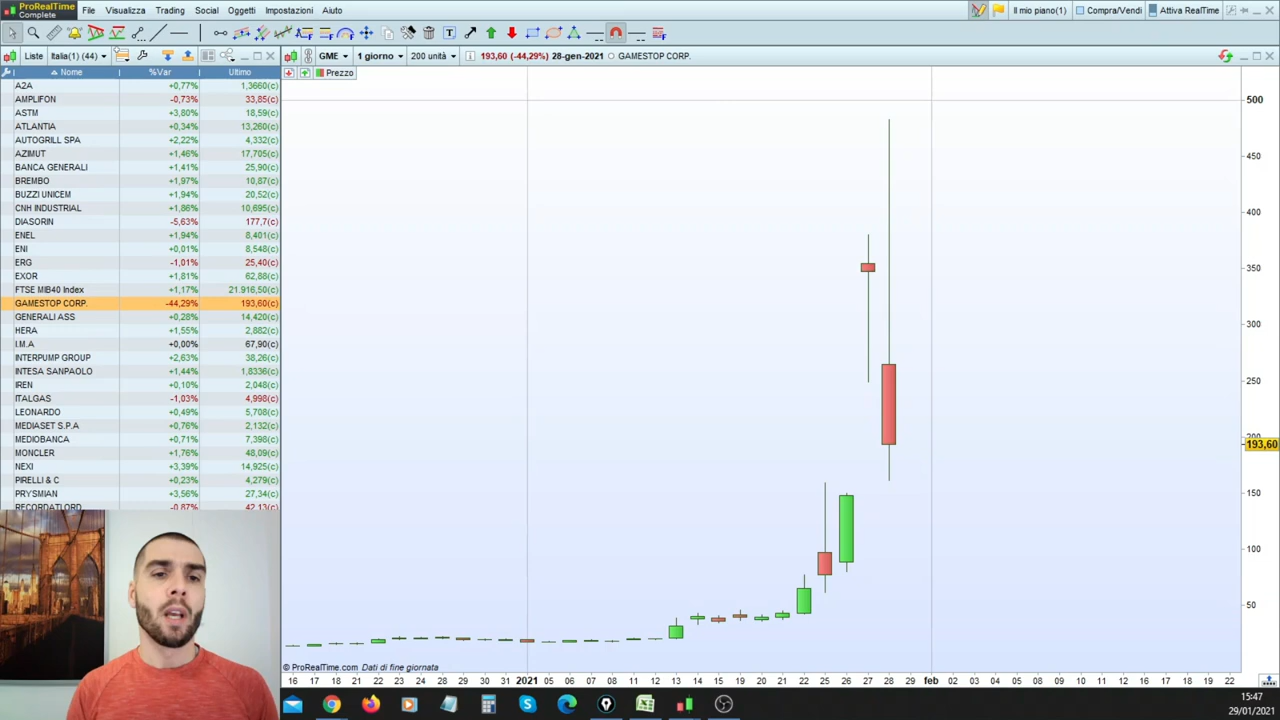 ProRealTime
Complete
File Visualizza Trading Social Oggetti Impostazioni Aiuto
Il mio piano(1) Compra/Vendi Attiva RealTime
Liste Italia(1) (44)
GME 1 giorno 200 unità 193,60 (-44,29%) 28-gen-2021 GAMESTOP CORP.
Nome %Var Ultimo
Prezzo
A2A +0,77% 1,3660(c)
AMPLIFON -0,73% 33,85(c)
ASTM +3,80% 18,59(c)
ATLANTIA +0,34% 13,260(c)
AUTOGRILL SPA +2,22% 4,332(c)
AZIMUT +1,46% 17,705(c)
BANCA GENERALI +1,41% 25,90(c)
BREMBO +1,97% 10,87(c)
BUZZI UNICEM +1,94% 20,52(c)
CNH INDUSTRIAL +1,86% 10,695(c)
DIASORIN -5,63% 177,7(c)
ENEL +1,94% 8,401(c)
ENI +0,01% 8,548(c)
ERG -1,01% 25,40(c)
EXOR +1,81% 62,88(c)
FTSE MIB40 Index +1,17% 21.916,50(c)
GAMESTOP CORP. -44,29% 193,60(c)
GENERALI ASS +0,28% 14,420(c)
HERA +1,55% 2,882(c)
I.M.A +0,00% 67,90(c)
INTERPUMP GROUP +2,63% 38,26(c)
INTESA SANPAOLO +1,44% 1,8336(c)
IREN +0,10% 2,048(c)
ITALGAS -1,03% 4,998(c)
LEONARDO +0,49% 5,708(c)
MEDIASET S.P.A +0,76% 2,132(c)
MEDIOBANCA +0,71% 7,398(c)
MONCLER +1,76% 48,09(c)
NEXI +3,39% 14,925(c)
PIRELLI & C +0,23% 4,279(c)
PRYSMIAN +3,56% 27,34(c)
RECORDATI ORD -0,87% 42,13(c)
500
450
400
350
300
250
200
193,60
150
100
50
© ProRealTime.com Dati di fine giornata
16 17 18 21 22 23 24 28 29 30 31 2021 05 06 07 08 11 12 13 14 15 19 20 21 22 25 26 27 28 29 feb 02 03 04 05 08 09 10 11 12 16 17 18 19 22
15:47
29/01/2021